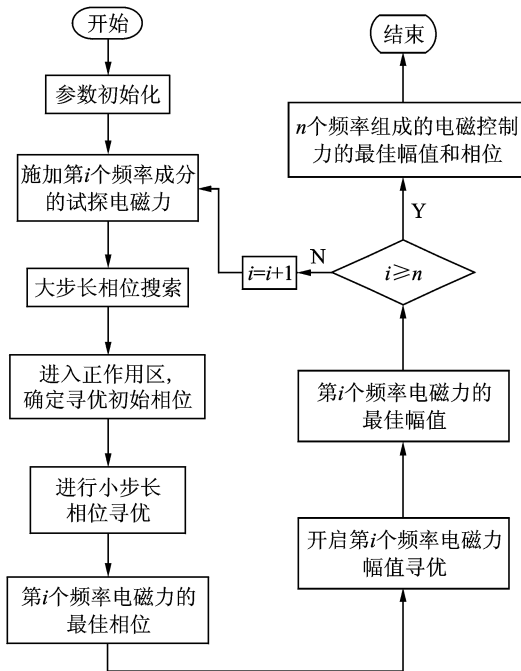 开始
参数初始化
施加第i个频率成分
的试探电磁力
大步长相位搜索
进入正作用区，
确定寻优初始相位
进行小步长
相位寻优
第i个频率电磁力的
最佳相位
开启第i个频率电磁力
幅值寻优
第i个频率电磁力的
最佳幅值
i≥n
N
i=i+1
Y
n个频率组成的电磁控制
力的最佳幅值和相位
结束